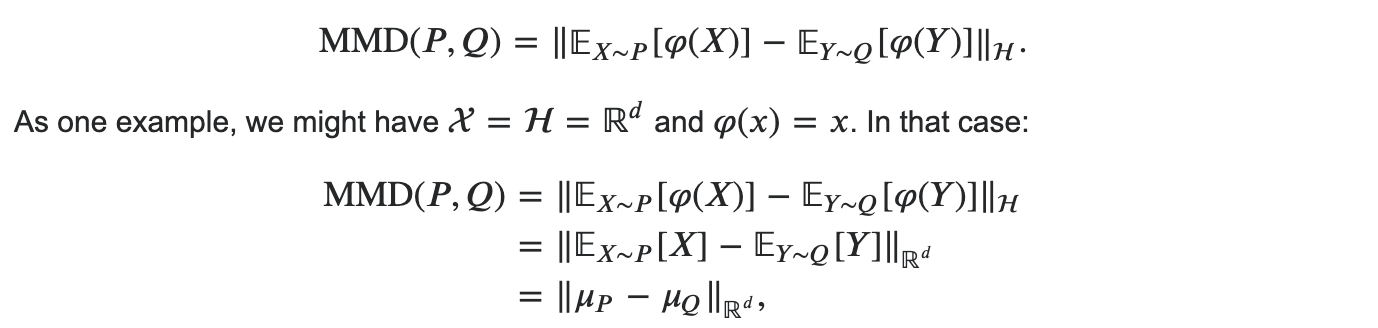 MMD(P, Q) = ‖𝔼_{X∼P}[φ(X)] − 𝔼_{Y∼Q}[φ(Y)]‖_ℋ.
As one example, we might have 𝒳 = ℋ = ℝ^d and φ(x) = x. In that case:
MMD(P, Q) = ‖𝔼_{X∼P}[φ(X)] − 𝔼_{Y∼Q}[φ(Y)]‖_ℋ
= ‖𝔼_{X∼P}[X] − 𝔼_{Y∼Q}[Y]‖_{ℝ^d}
= ‖μ_P − μ_Q‖_{ℝ^d},